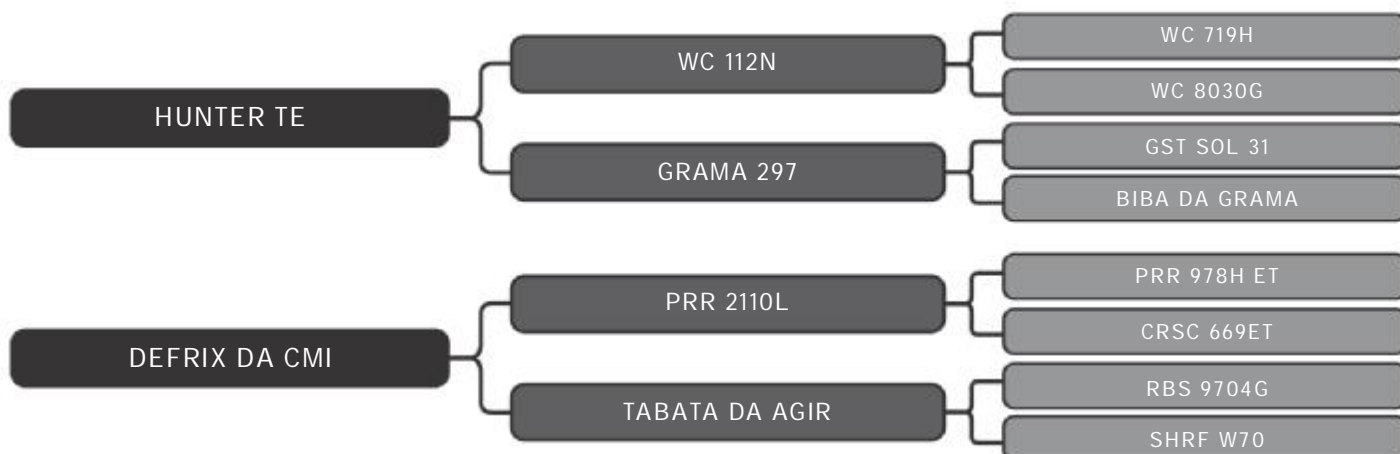 HUNTER TE
WC 112N
WC 719H
WC 8030G
GRAMA 297
GST SOL 31
BIBA DA GRAMA
DEFRIX DA CMI
PRR 2110L
PRR 978H ET
CRSC 669ET
TABATA DA AGIR
RBS 9704G
SHRF W70